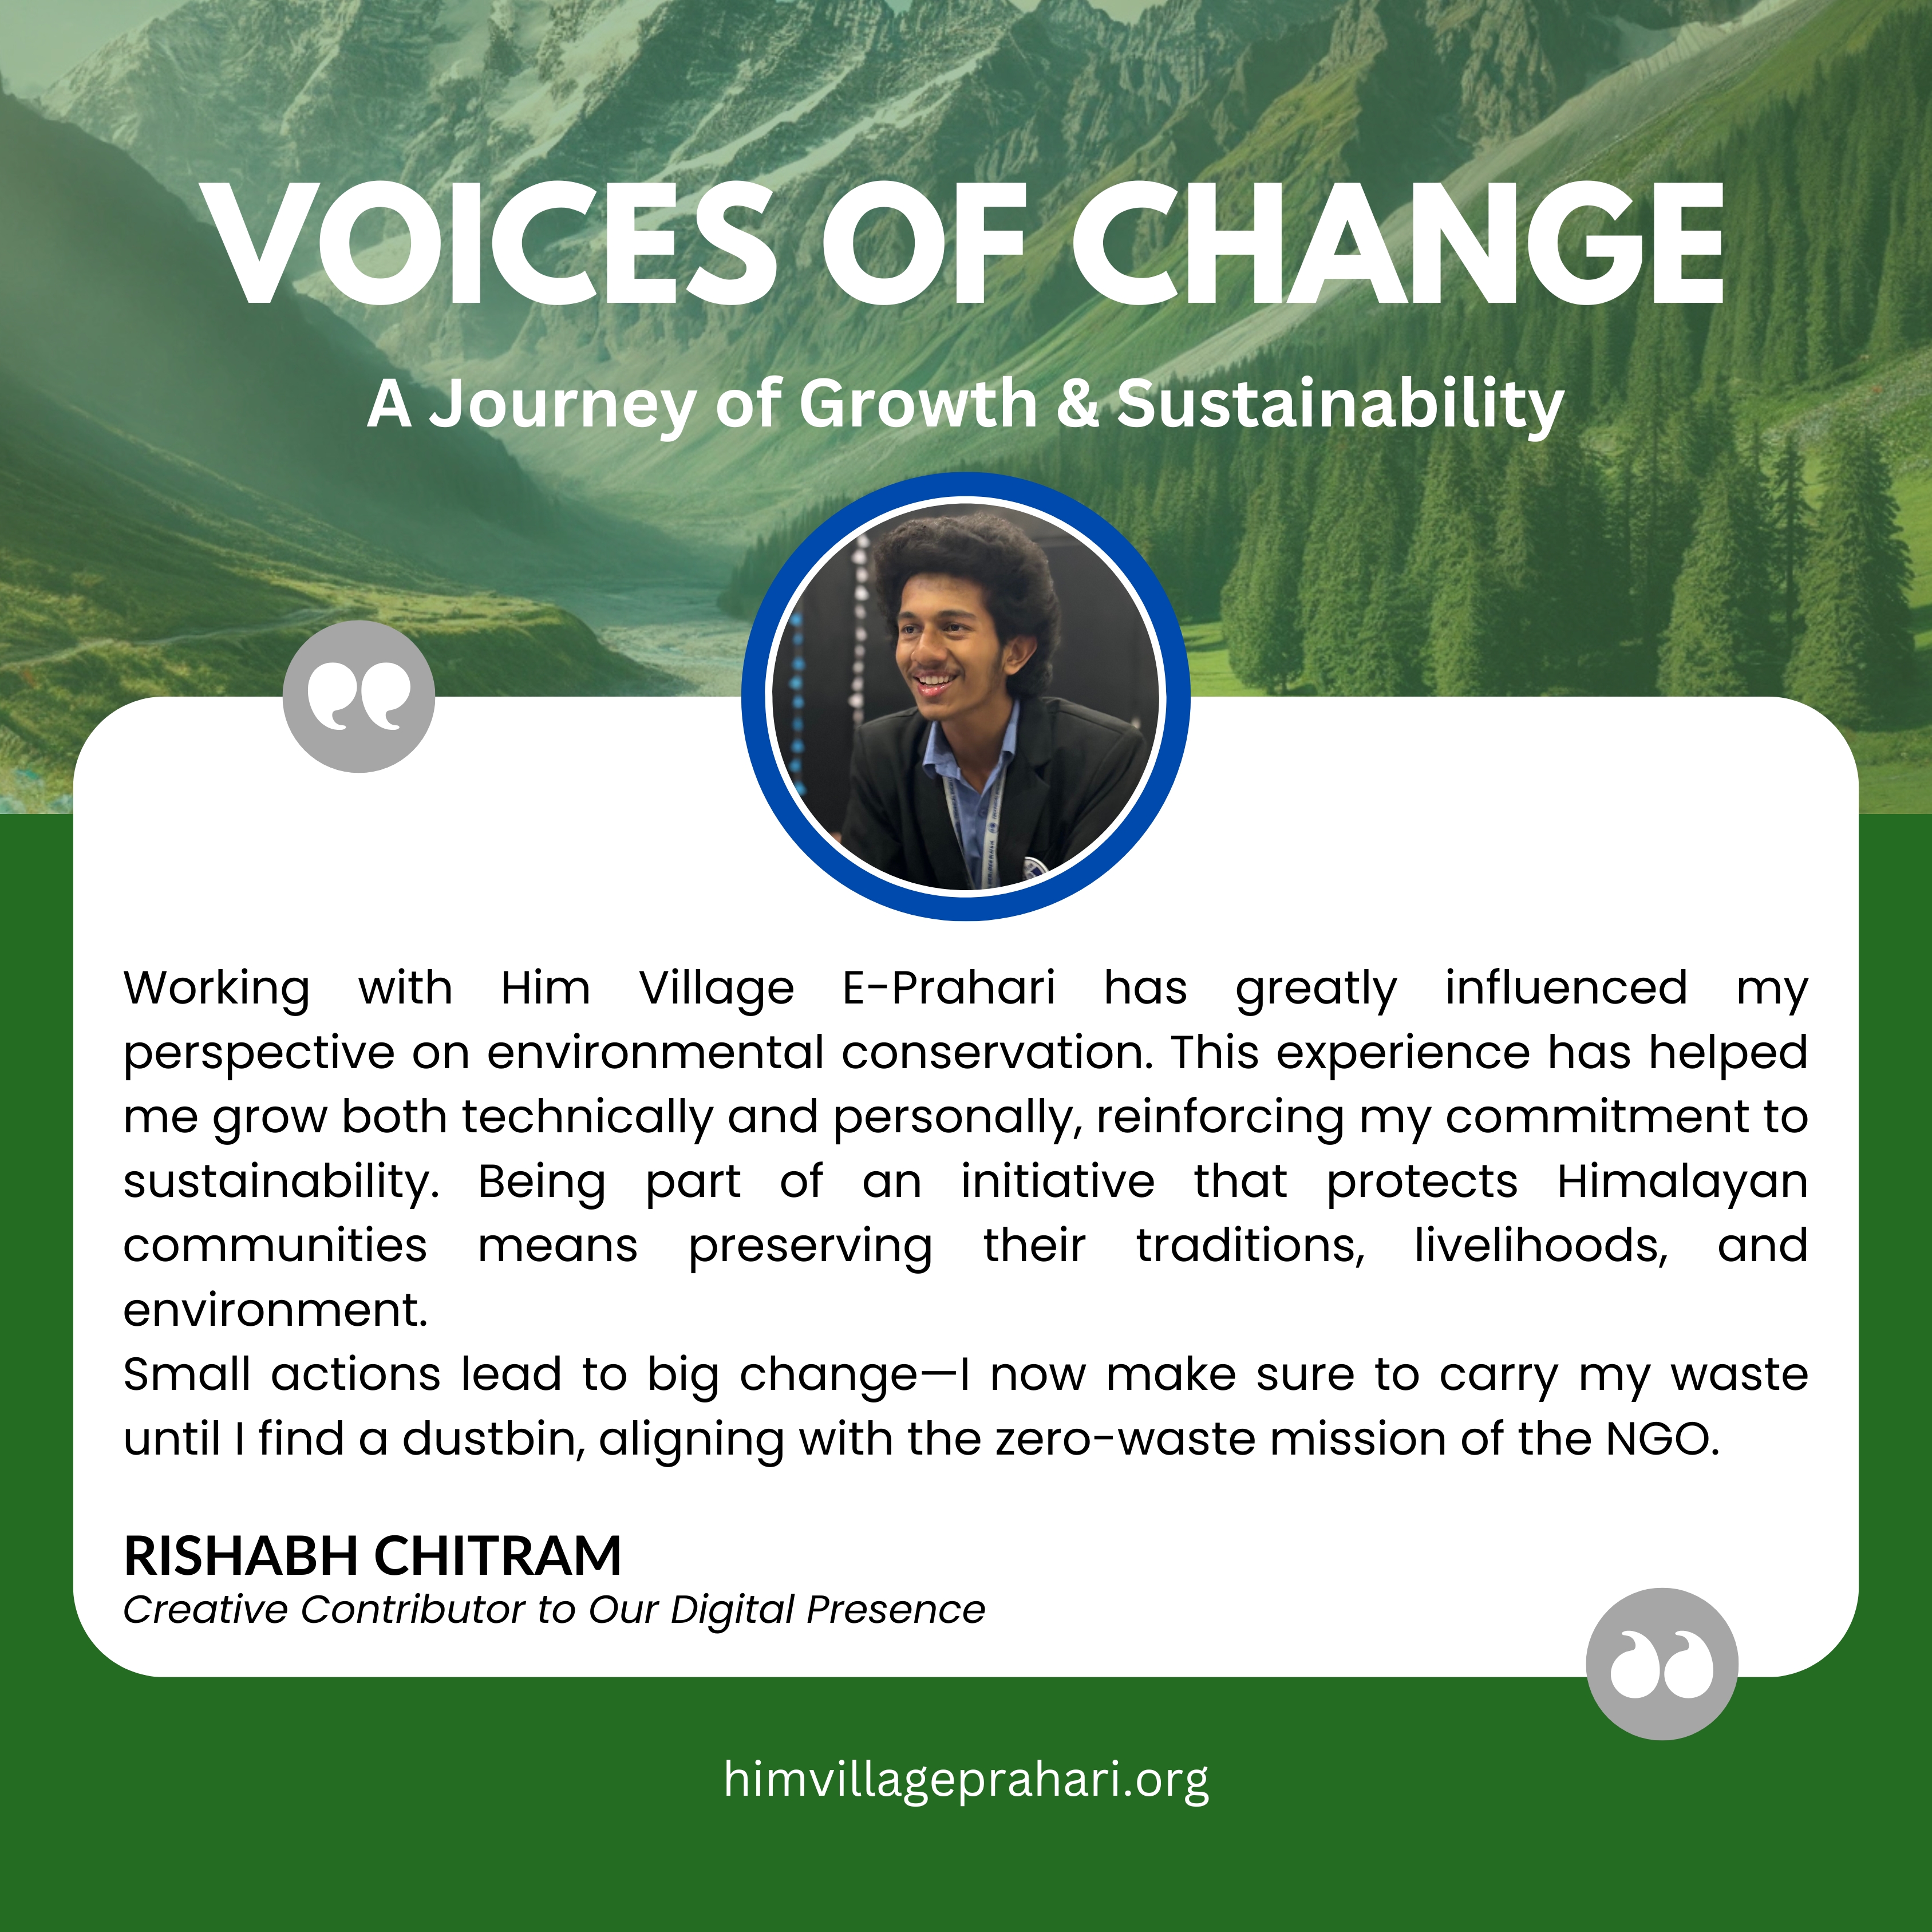 VOICES OF CHANGE
A Journey of Growth & Sustainability
Working with Him Village E-Prahari has greatly influenced my
perspective on environmental conservation. This experience has helped
me grow both technically and personally, reinforcing my commitment to
sustainability. Being part of an initiative that protects Himalayan
communities means preserving their traditions, livelihoods, and
environment.
Small actions lead to big change—I now make sure to carry my waste
until I find a dustbin, aligning with the zero-waste mission of the NGO.
RISHABH CHITRAM
Creative Contributor to Our Digital Presence
himvillageprahari.org